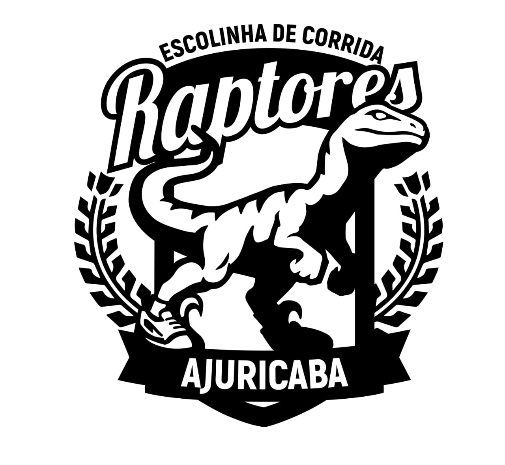 ESCOLINHA DE CORRIDA
Raptores
AJURICABA